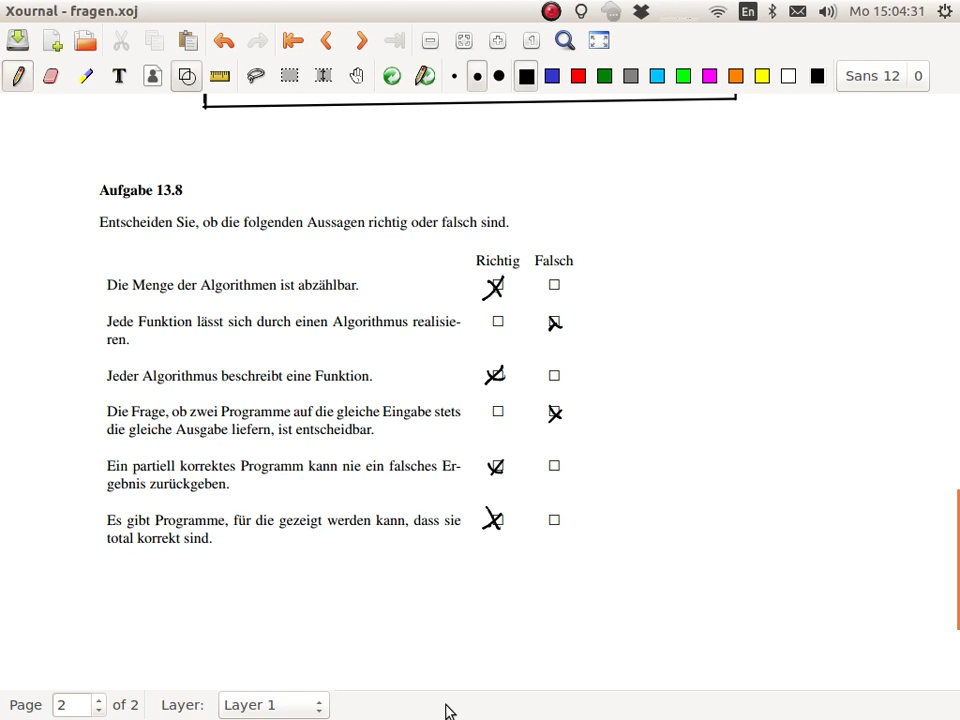 Xournal - fragen.xoj
En
Mo 15:04:31
Sans 12 0
Aufgabe 13.8
Entscheiden Sie, ob die folgenden Aussagen richtig oder falsch sind.
Richtig Falsch
Die Menge der Algorithmen ist abzählbar.
Jede Funktion lässt sich durch einen Algorithmus realisie-
ren.
Jeder Algorithmus beschreibt eine Funktion.
Die Frage, ob zwei Programme auf die gleiche Eingabe stets
die gleiche Ausgabe liefern, ist entscheidbar.
Ein partiell korrektes Programm kann nie ein falsches Er-
gebnis zurückgeben.
Es gibt Programme, für die gezeigt werden kann, dass sie
total korrekt sind.
Page 2 of 2 Layer: Layer 1